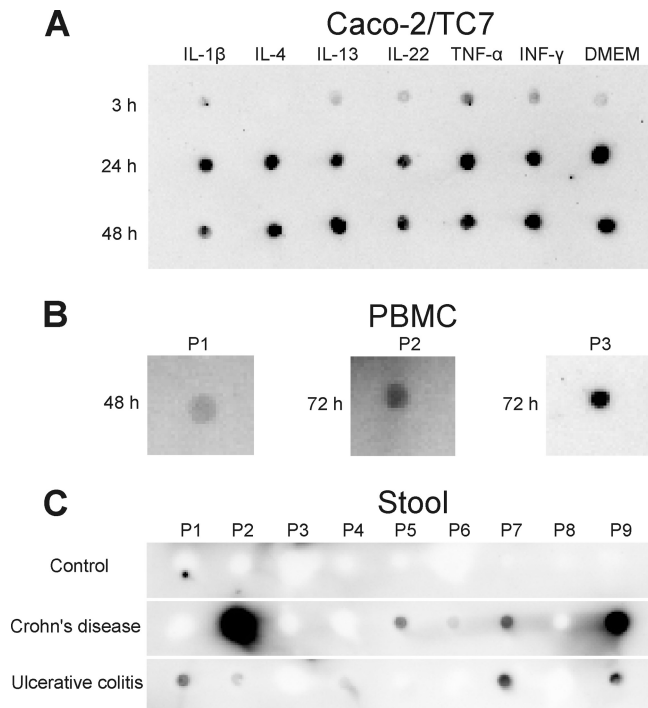 A Caco-2/TC7
IL-1β IL-4 IL-13 IL-22 TNF-α INF-γ DMEM
3 h
24 h
48 h
B PBMC
P1 P2 P3
48 h 72 h 72 h
C Stool
P1 P2 P3 P4 P5 P6 P7 P8 P9
Control
Crohn's disease
Ulcerative colitis